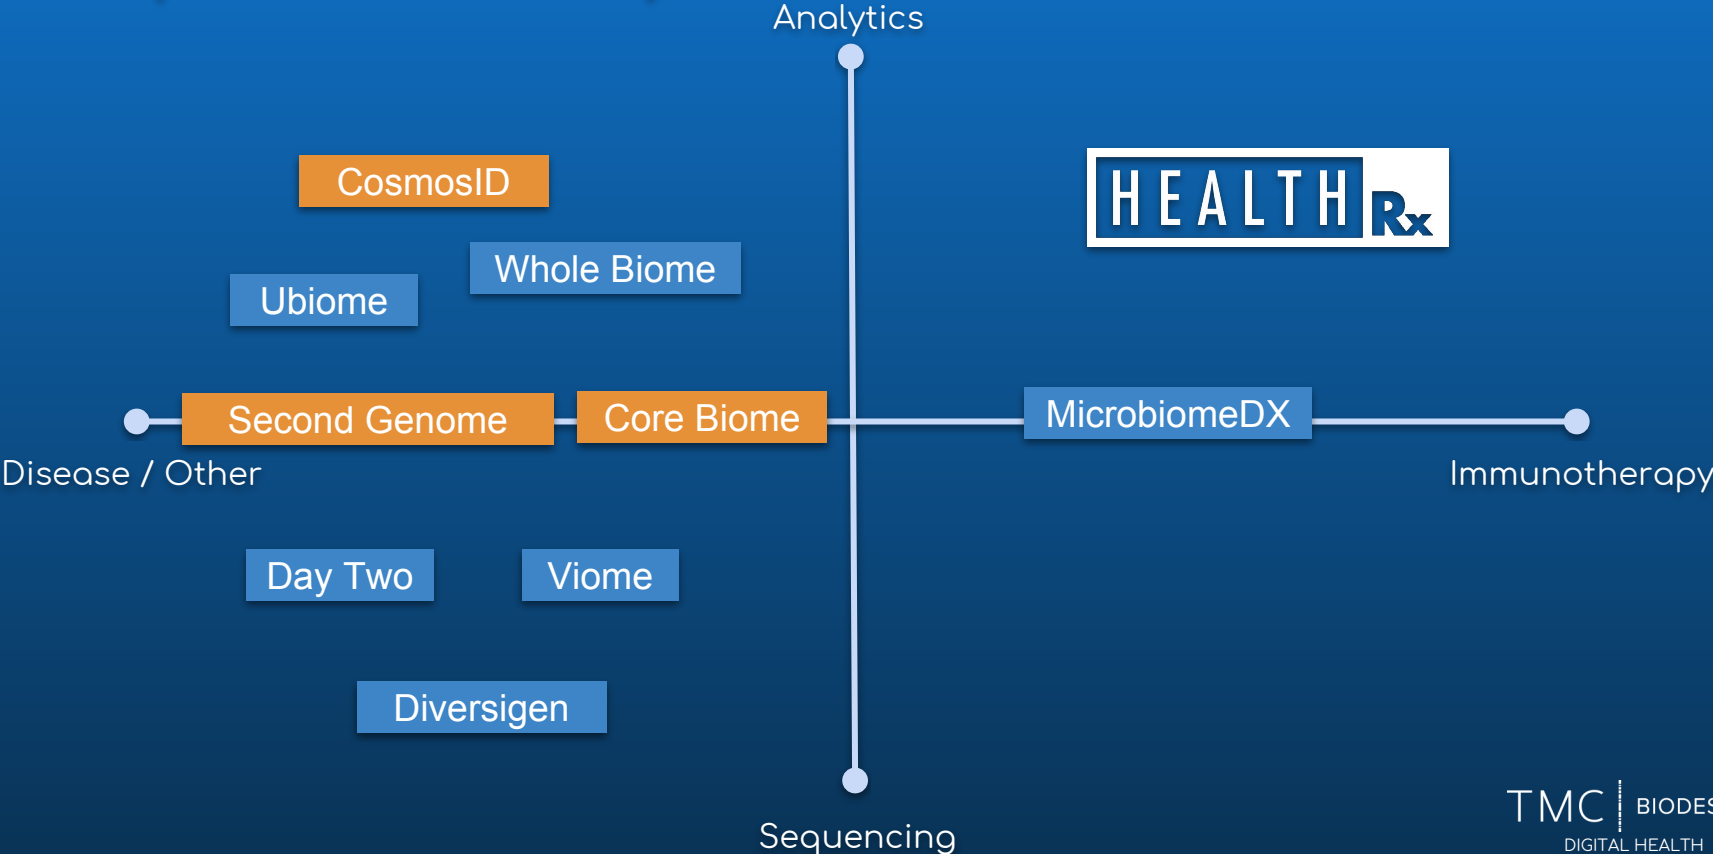 Analytics
CosmosID
HEALTH Rx
Whole Biome
Ubiome
Second Genome
Core Biome
MicrobiomeDX
Disease / Other
Immunotherapy
Day Two
Viome
Diversigen
TMC
DIGITAL HEALTH
Sequencing